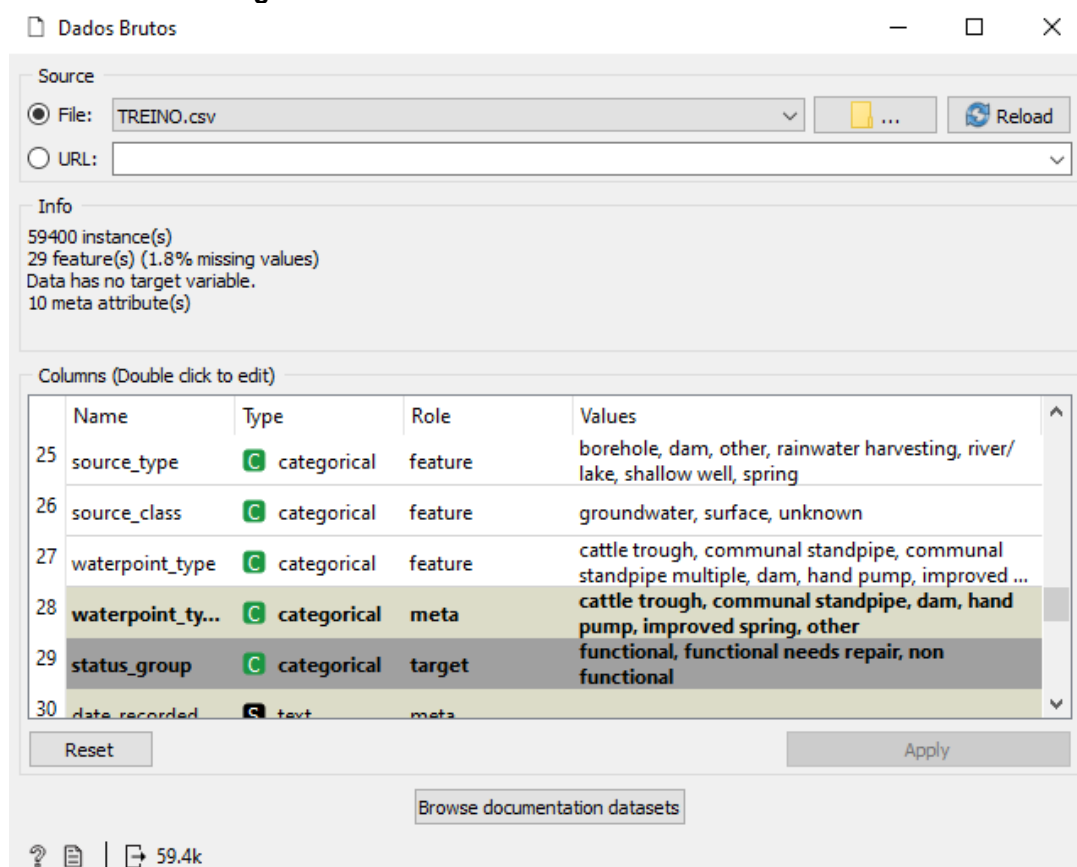 Dados Brutos
Source
File: TREINO.csv ... Reload
URL:
Info
59400 instance(s)
29 feature(s) (1.8% missing values)
Data has no target variable.
10 meta attribute(s)
Columns (Double click to edit)
Name Type Role Values
25 source_type C categorical feature borehole, dam, other, rainwater harvesting, river/
lake, shallow well, spring
26 source_class C categorical feature groundwater, surface, unknown
27 waterpoint_type C categorical feature cattle trough, communal standpipe, communal
standpipe multiple, dam, hand pump, improved ...
28 waterpoint_ty... C categorical meta cattle trough, communal standpipe, dam, hand
pump, improved spring, other
29 status_group C categorical target functional, functional needs repair, non
functional
30 date_recorded S text meta
Reset Apply
Browse documentation datasets
? 59.4k